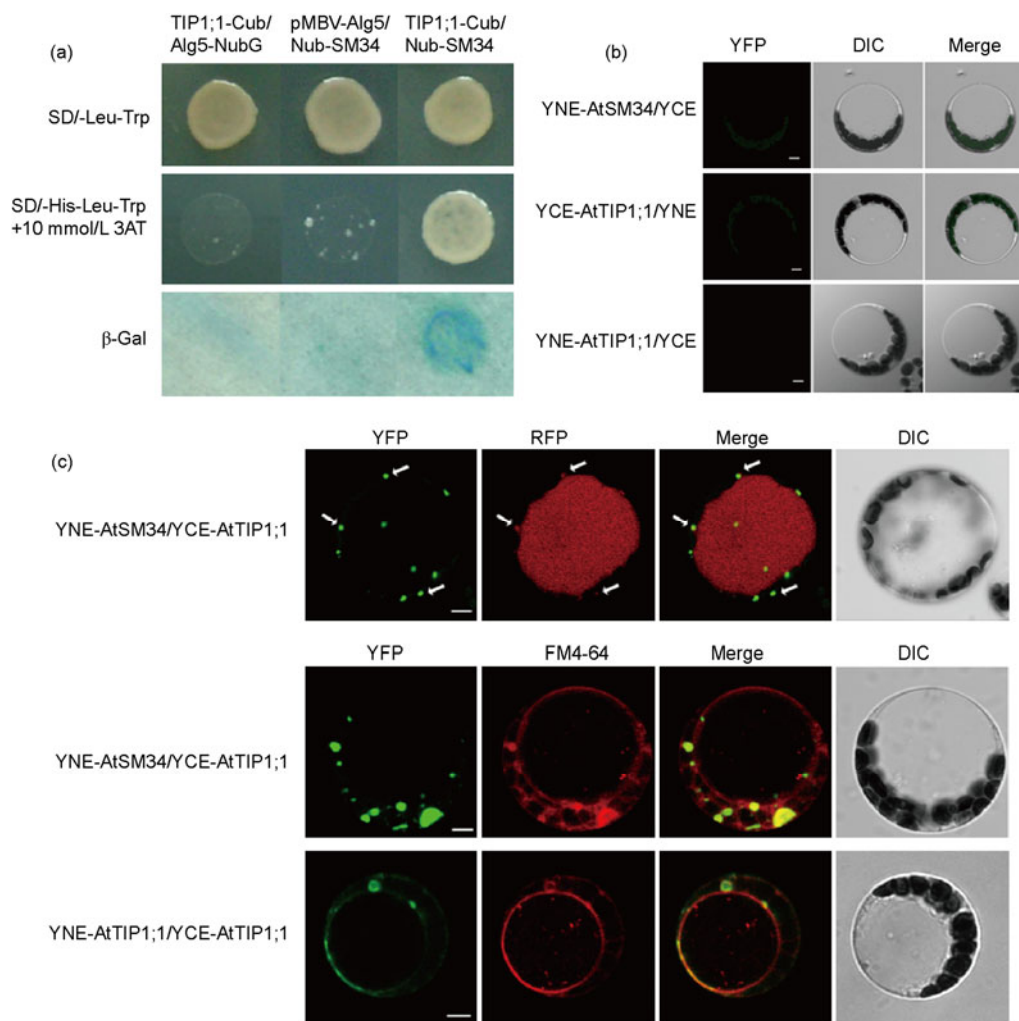 (a)
TIP1;1-Cub/ pMBV-Alg5/ TIP1;1-Cub/
Alg5-NubG Nub-SM34 Nub-SM34
SD/-Leu-Trp
SD/-His-Leu-Trp
+10 mmol/L 3AT
β-Gal
(b)
YFP DIC Merge
YNE-AtSM34/YCE
YCE-AtTIP1;1/YNE
YNE-AtTIP1;1/YCE
(c)
YFP RFP Merge DIC
YNE-AtSM34/YCE-AtTIP1;1
YFP FM4-64 Merge DIC
YNE-AtSM34/YCE-AtTIP1;1
YNE-AtTIP1;1/YCE-AtTIP1;1